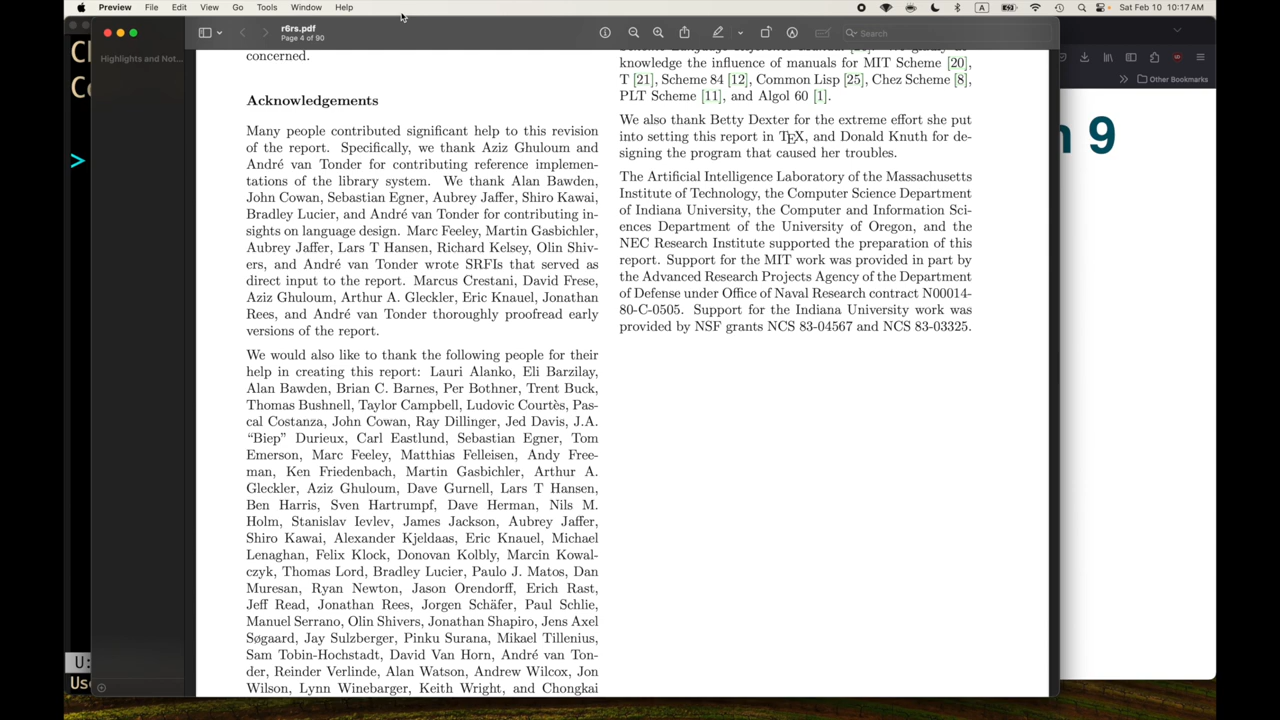 Preview File Edit View Go Tools Window Help
Sat Feb 10 10:17 AM
r6rs.pdf
Page 4 of 90
Search
Highlights and Not...
Other Bookmarks
n 9
Us
concerned.
Acknowledgements
Many people contributed significant help to this revision
of the report. Specifically, we thank Aziz Ghuloum and
André van Tonder for contributing reference implemen-
tations of the library system. We thank Alan Bawden,
John Cowan, Sebastian Egner, Aubrey Jaffer, Shiro Kawai,
Bradley Lucier, and André van Tonder for contributing in-
sights on language design. Marc Feeley, Martin Gasbichler,
Aubrey Jaffer, Lars T Hansen, Richard Kelsey, Olin Shiv-
ers, and André van Tonder wrote SRFIs that served as
direct input to the report. Marcus Crestani, David Frese,
Aziz Ghuloum, Arthur A. Gleckler, Eric Knauel, Jonathan
Rees, and André van Tonder thoroughly proofread early
versions of the report.
We would also like to thank the following people for their
help in creating this report: Lauri Alanko, Eli Barzilay,
Alan Bawden, Brian C. Barnes, Per Bothner, Trent Buck,
Thomas Bushnell, Taylor Campbell, Ludovic Courtès, Pas-
cal Costanza, John Cowan, Ray Dillinger, Jed Davis, J.A.
“Biep” Durieux, Carl Eastlund, Sebastian Egner, Tom
Emerson, Marc Feeley, Matthias Felleisen, Andy Free-
man, Ken Friedenbach, Martin Gasbichler, Arthur A.
Gleckler, Aziz Ghuloum, Dave Gurnell, Lars T Hansen,
Ben Harris, Sven Hartrumpf, Dave Herman, Nils M.
Holm, Stanislav Ievlev, James Jackson, Aubrey Jaffer,
Shiro Kawai, Alexander Kjeldaas, Eric Knauel, Michael
Lenaghan, Felix Klock, Donovan Kolbly, Marcin Kowal-
czyk, Thomas Lord, Bradley Lucier, Paulo J. Matos, Dan
Muresan, Ryan Newton, Jason Orendorff, Erich Rast,
Jeff Read, Jonathan Rees, Jorgen Schäfer, Paul Schlie,
Manuel Serrano, Olin Shivers, Jonathan Shapiro, Jens Axel
Søgaard, Jay Sulzberger, Pinku Surana, Mikael Tillenius,
Sam Tobin-Hochstadt, David Van Horn, André van Ton-
der, Reinder Verlinde, Alan Watson, Andrew Wilcox, Jon
Wilson, Lynn Winebarger, Keith Wright, and Chongkai
knowledge the influence of manuals for MIT Scheme [20],
T [21], Scheme 84 [12], Common Lisp [25], Chez Scheme [8],
PLT Scheme [11], and Algol 60 [1].
We also thank Betty Dexter for the extreme effort she put
into setting this report in TEX, and Donald Knuth for de-
signing the program that caused her troubles.
The Artificial Intelligence Laboratory of the Massachusetts
Institute of Technology, the Computer Science Department
of Indiana University, the Computer and Information Sci-
ences Department of the University of Oregon, and the
NEC Research Institute supported the preparation of this
report. Support for the MIT work was provided in part by
the Advanced Research Projects Agency of the Department
of Defense under Office of Naval Research contract N00014-
80-C-0505. Support for the Indiana University work was
provided by NSF grants NCS 83-04567 and NCS 83-03325.